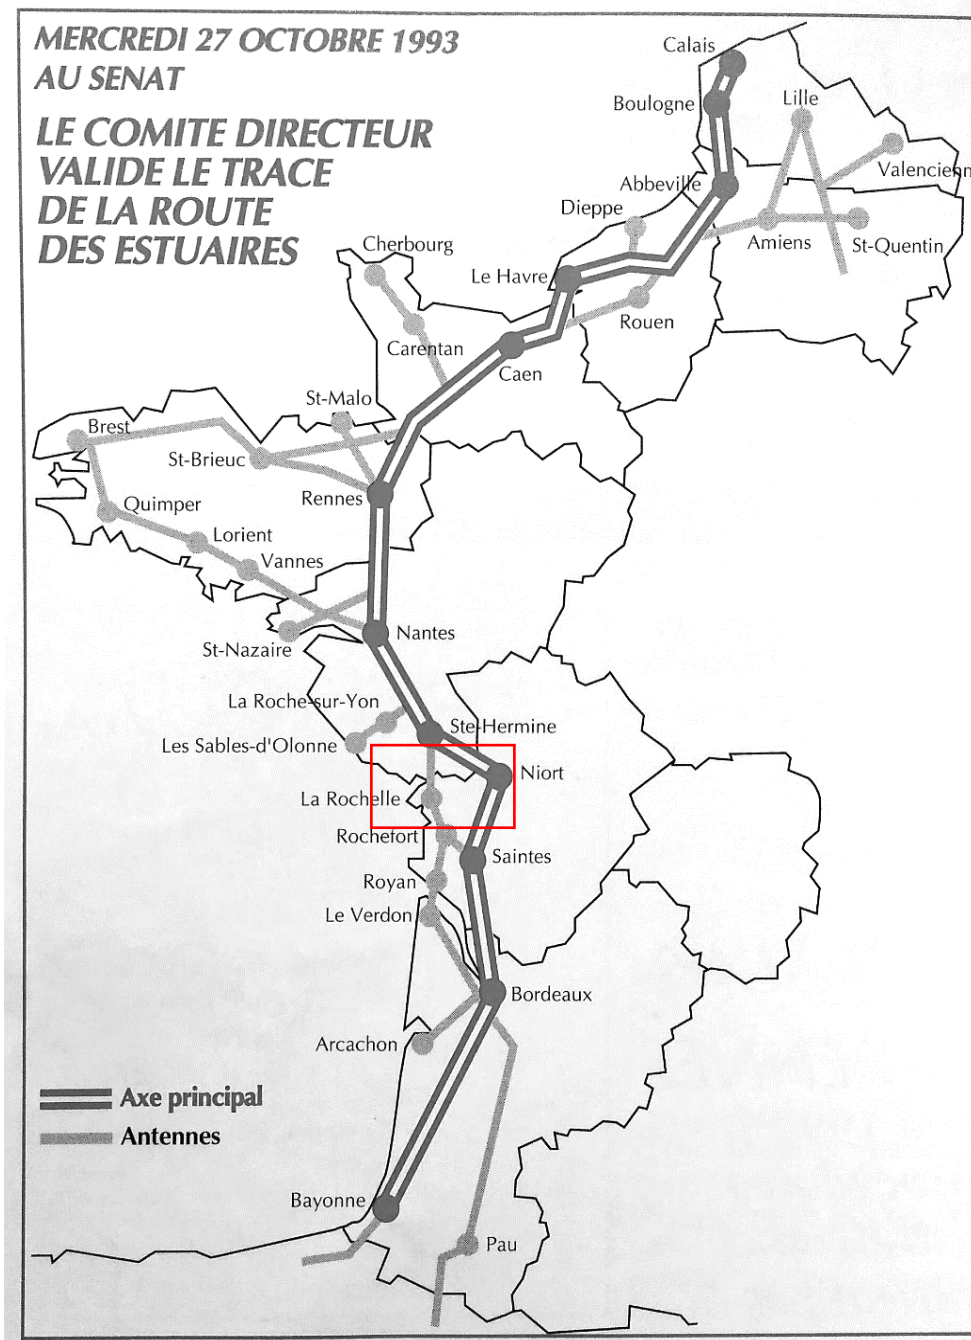 MERCREDI 27 OCTOBRE 1993
AU SENAT
LE COMITE DIRECTEUR
VALIDE LE TRACE
DE LA ROUTE
DES ESTUAIRES
Calais
Boulogne
Lille
Valencienn
Abbeville
Dieppe
Amiens
St-Quentin
Cherbourg
Le Havre
Rouen
Carentan
Caen
St-Malo
Brest
St-Brieuc
Rennes
Quimper
Lorient
Vannes
Nantes
St-Nazaire
La Roche-sur-Yon
Ste-Hermine
Les Sables-d'Olonne
Niort
La Rochelle
Rochefort
Saintes
Royan
Le Verdon
Bordeaux
Arcachon
Axe principal
Antennes
Bayonne
Pau